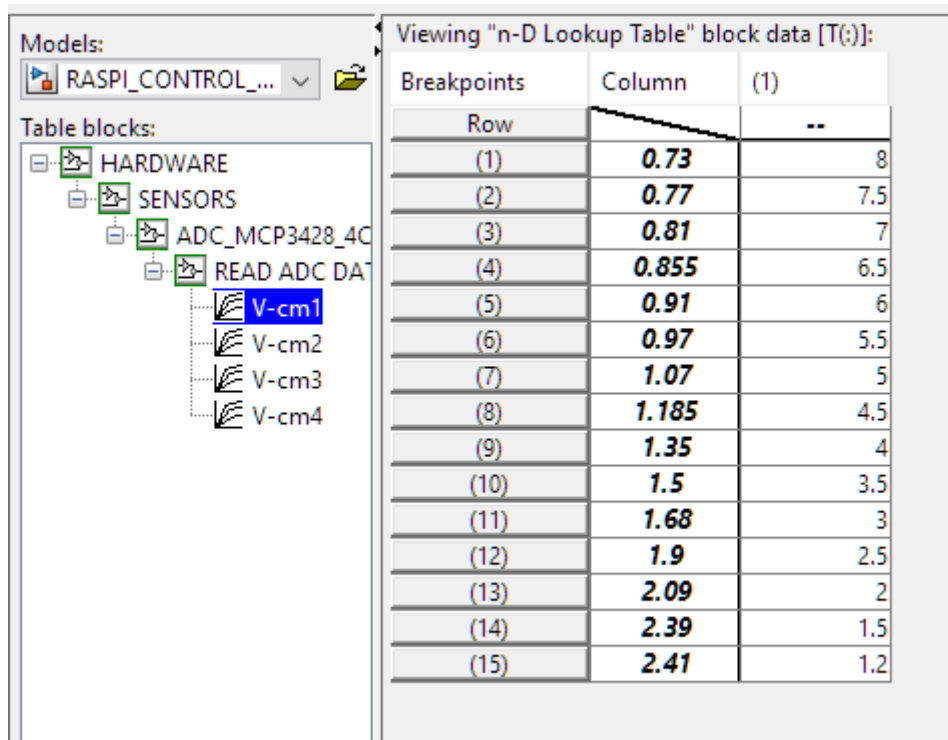 Models:
RASPI_CONTROL_...
Table blocks:
HARDWARE
SENSORS
ADC_MCP3428_4C
READ ADC DAT
V-cm1
V-cm2
V-cm3
V-cm4
Viewing "n-D Lookup Table" block data [T(:)]:
Breakpoints Column (1)
Row --
(1) 0.73 8
(2) 0.77 7.5
(3) 0.81 7
(4) 0.855 6.5
(5) 0.91 6
(6) 0.97 5.5
(7) 1.07 5
(8) 1.185 4.5
(9) 1.35 4
(10) 1.5 3.5
(11) 1.68 3
(12) 1.9 2.5
(13) 2.09 2
(14) 2.39 1.5
(15) 2.41 1.2